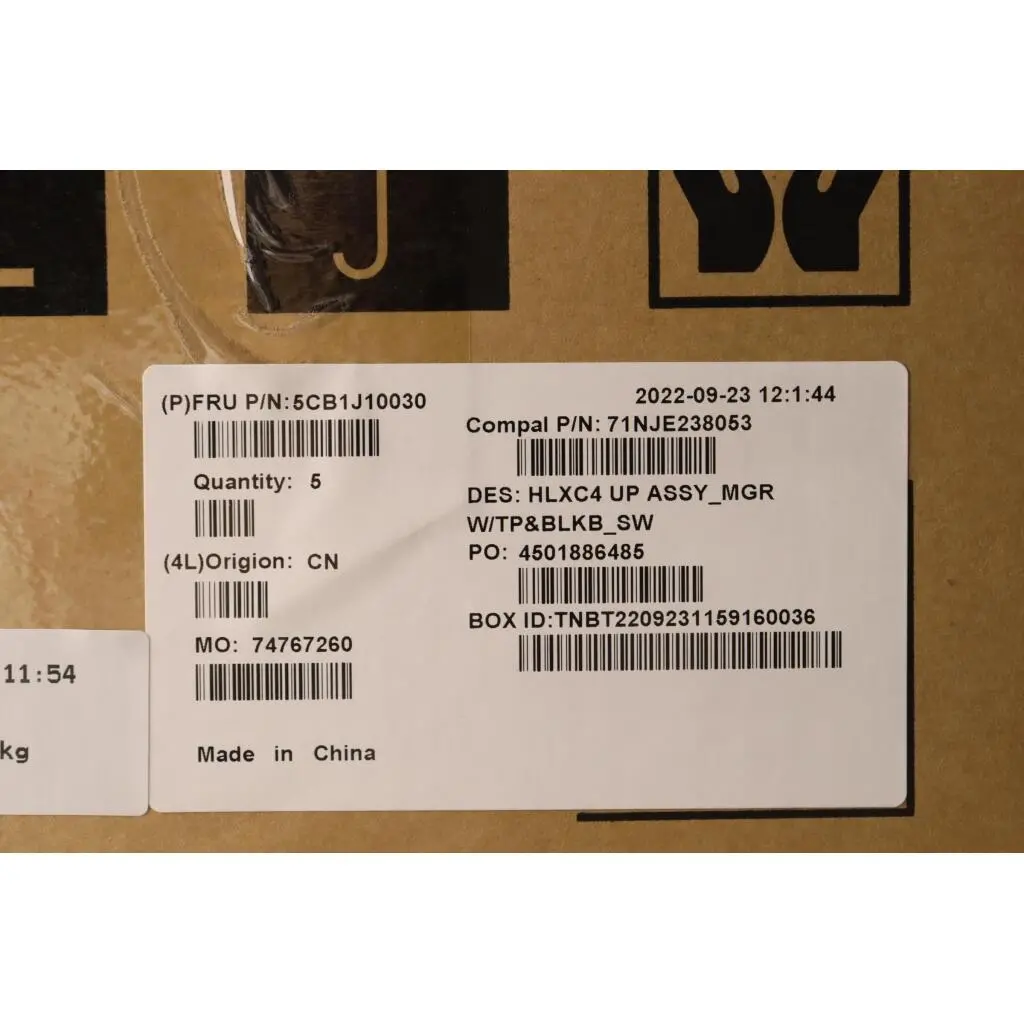 (P)FRU P/N:5CB1J10030
Quantity: 5
(4L)Origion: CN
MO: 74767260
Made in China
2022-09-23 12:1:44
Compal P/N: 71NJE238053
DES: HLXC4 UP ASSY_MGR
W/TP&BLKB_SW
PO: 4501886485
BOX ID:TNBT2209231159160036
11:54
kg